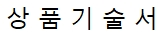 상 품 기 술 서